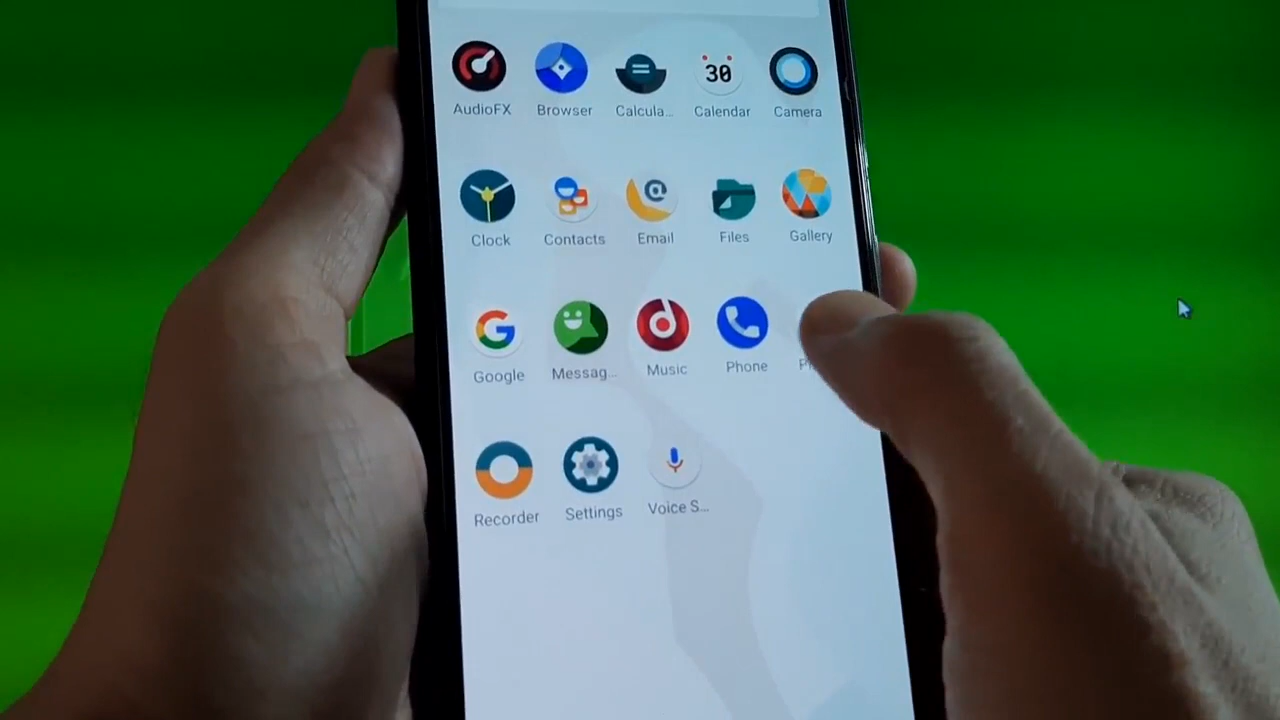 AudioFX Browser Calcula... Calendar Camera
30
Clock Contacts Email Files Gallery
@
Google Messag... Music Phone
G
Recorder Settings Voice S...